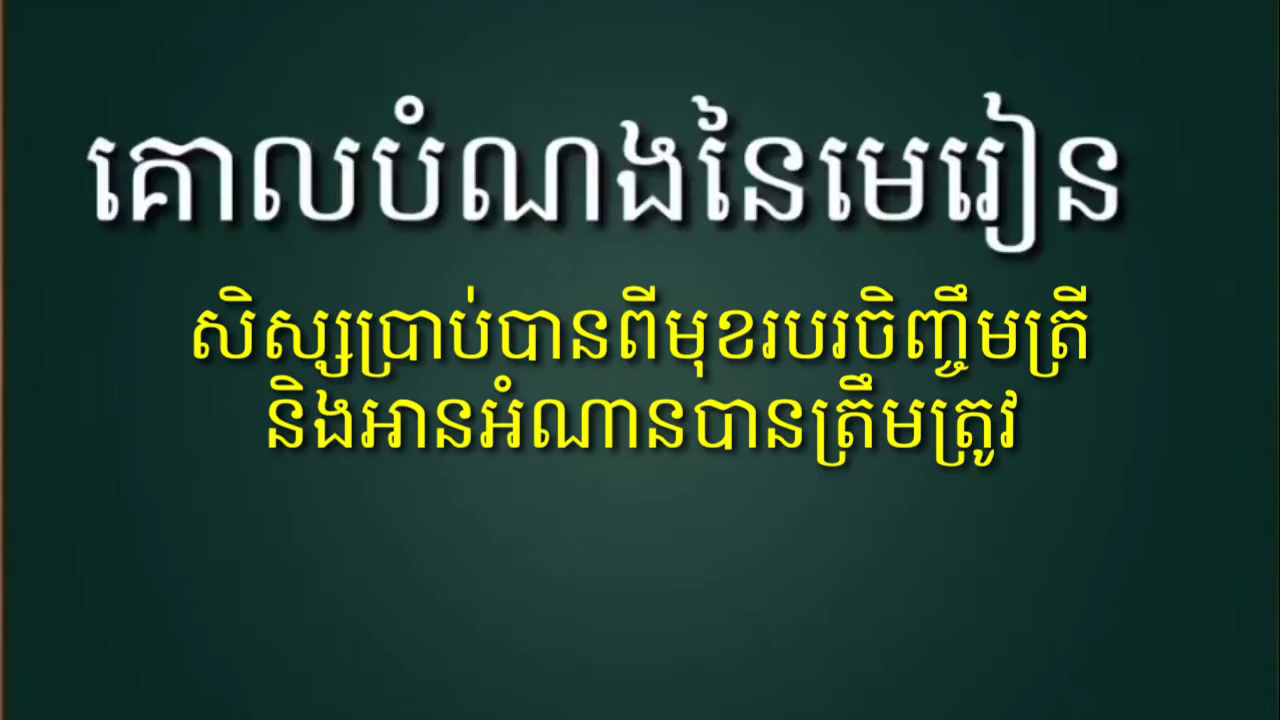 គោលបំណងនៃមេរៀន
សិស្សប្រាប់បានពីមុខរបរចិញ្ចឹមត្រី
និងអានអំណានបានត្រឹមត្រូវ